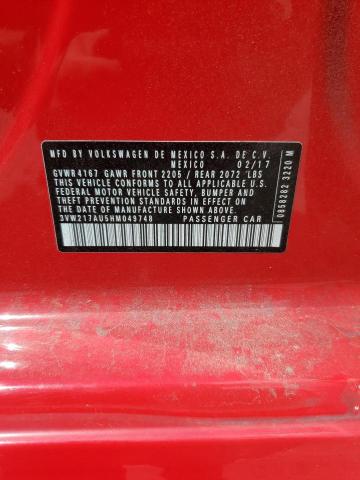 MFD BY VOLKSWAGEN DE MEXICO S.A. DE C.V.
MEXICO 02/17
GVWR 4167 GAWR FRONT 2205 / REAR 2072 LBS
THIS VEHICLE CONFORMS TO ALL APPLICABLE U.S.
FEDERAL MOTOR VEHICLE SAFETY, BUMPER AND
THEFT PREVENTION STANDARDS IN EFFECT ON THE
DATE OF MANUFACTURE SHOWN ABOVE
3VW217AU5HM049748 PASSENGER CAR
0858282 3220 M